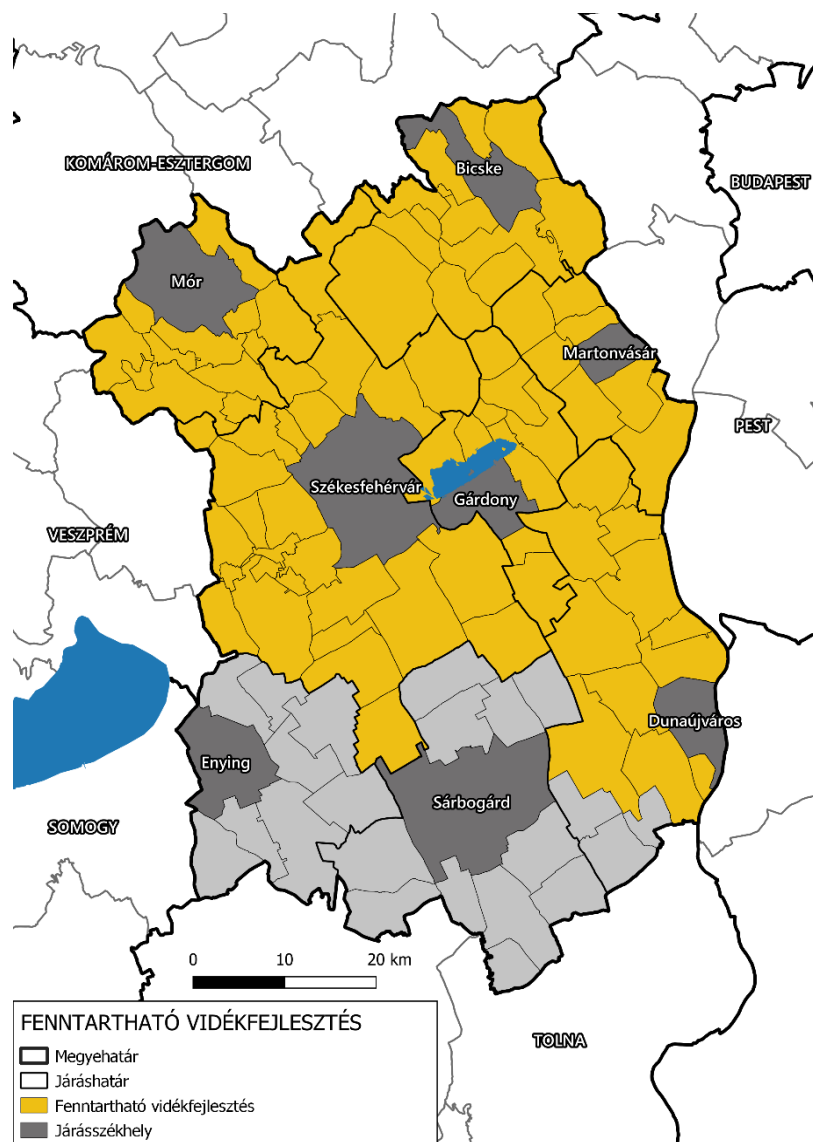 KOMÁROM-ESZTERGOM
BUDAPEST
Bicske
Mór
Martonvásár
PEST
Székesfehérvár
Gárdony
VESZPRÉM
Dunaújváros
Enying
Sárbogárd
SOMOGY
0 10 20 km
TOLNA
FENNTARTHATÓ VIDÉKFEJLESZTÉS
Megyehatár
Járáshatár
Fenntartható vidékfejlesztés
Járásszékhely